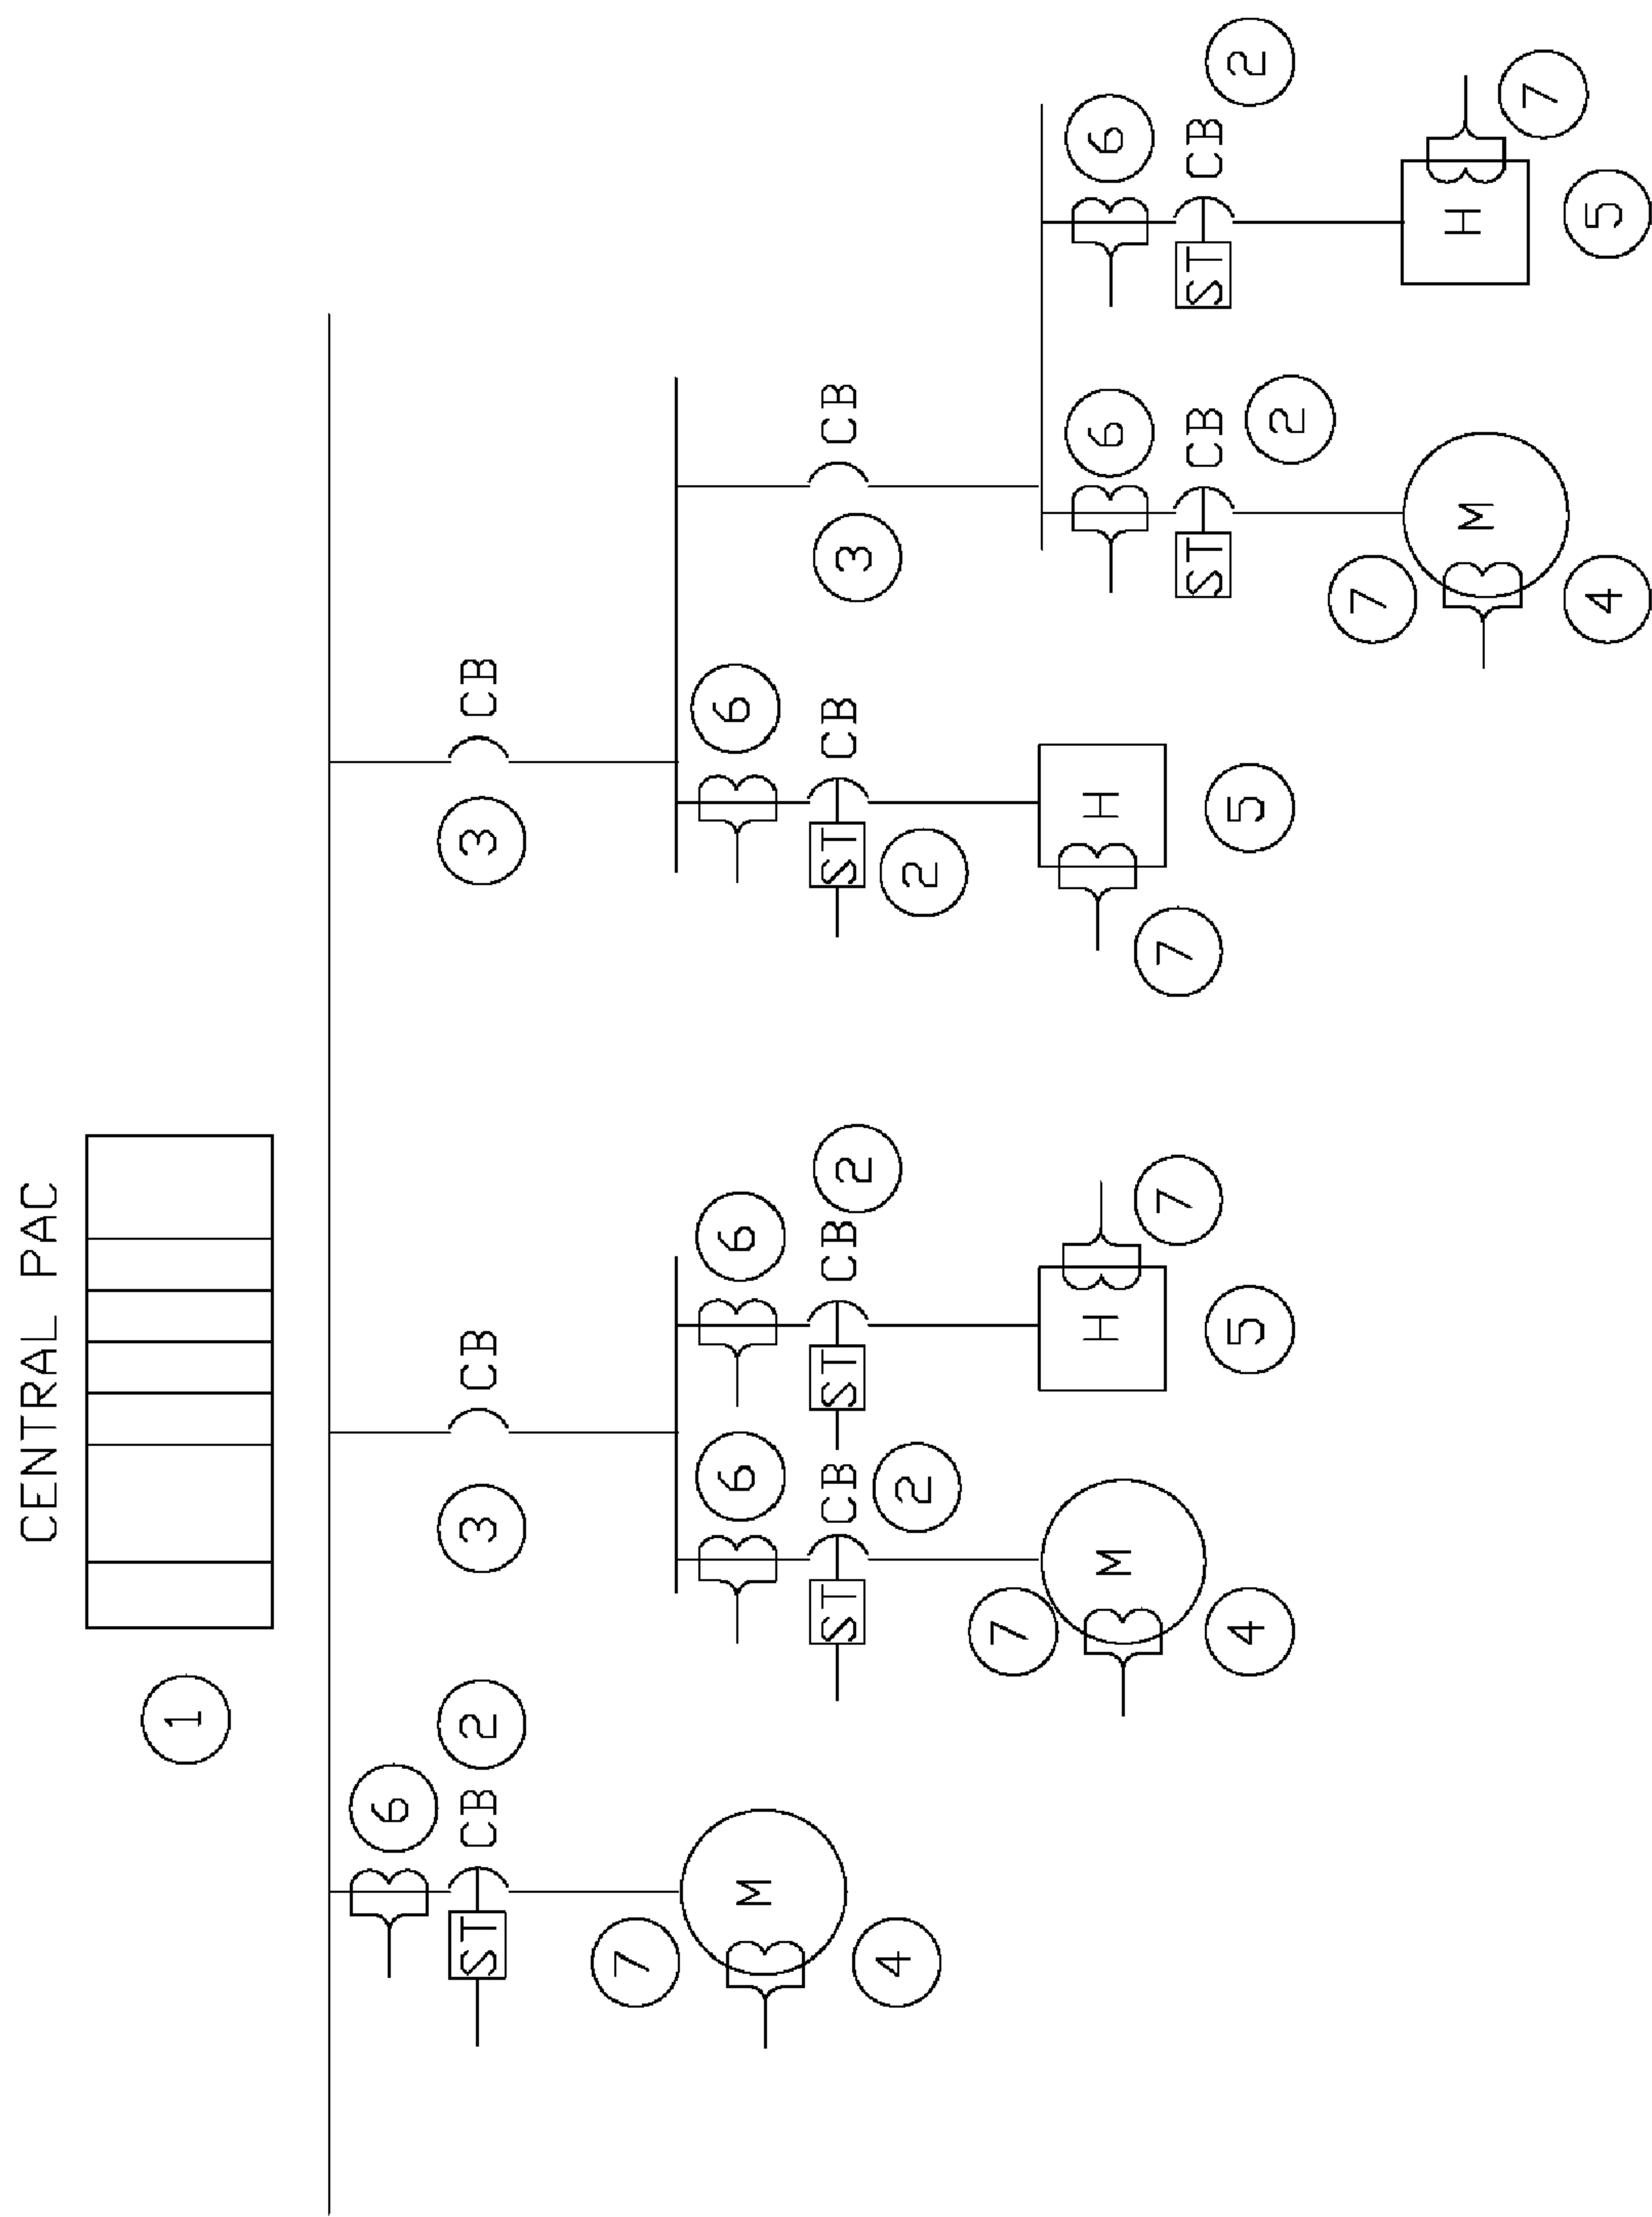 CENTRAL PAC
1
6
ST CB 2 3 CB 3 CB
7
6 6 6
M
ST CB ST CB 2 ST CB 3 CB
4 2 2
7
M H H 6 6
7 7
ST CB ST CB
4 5 5 2 2
7
M H 7
4 5